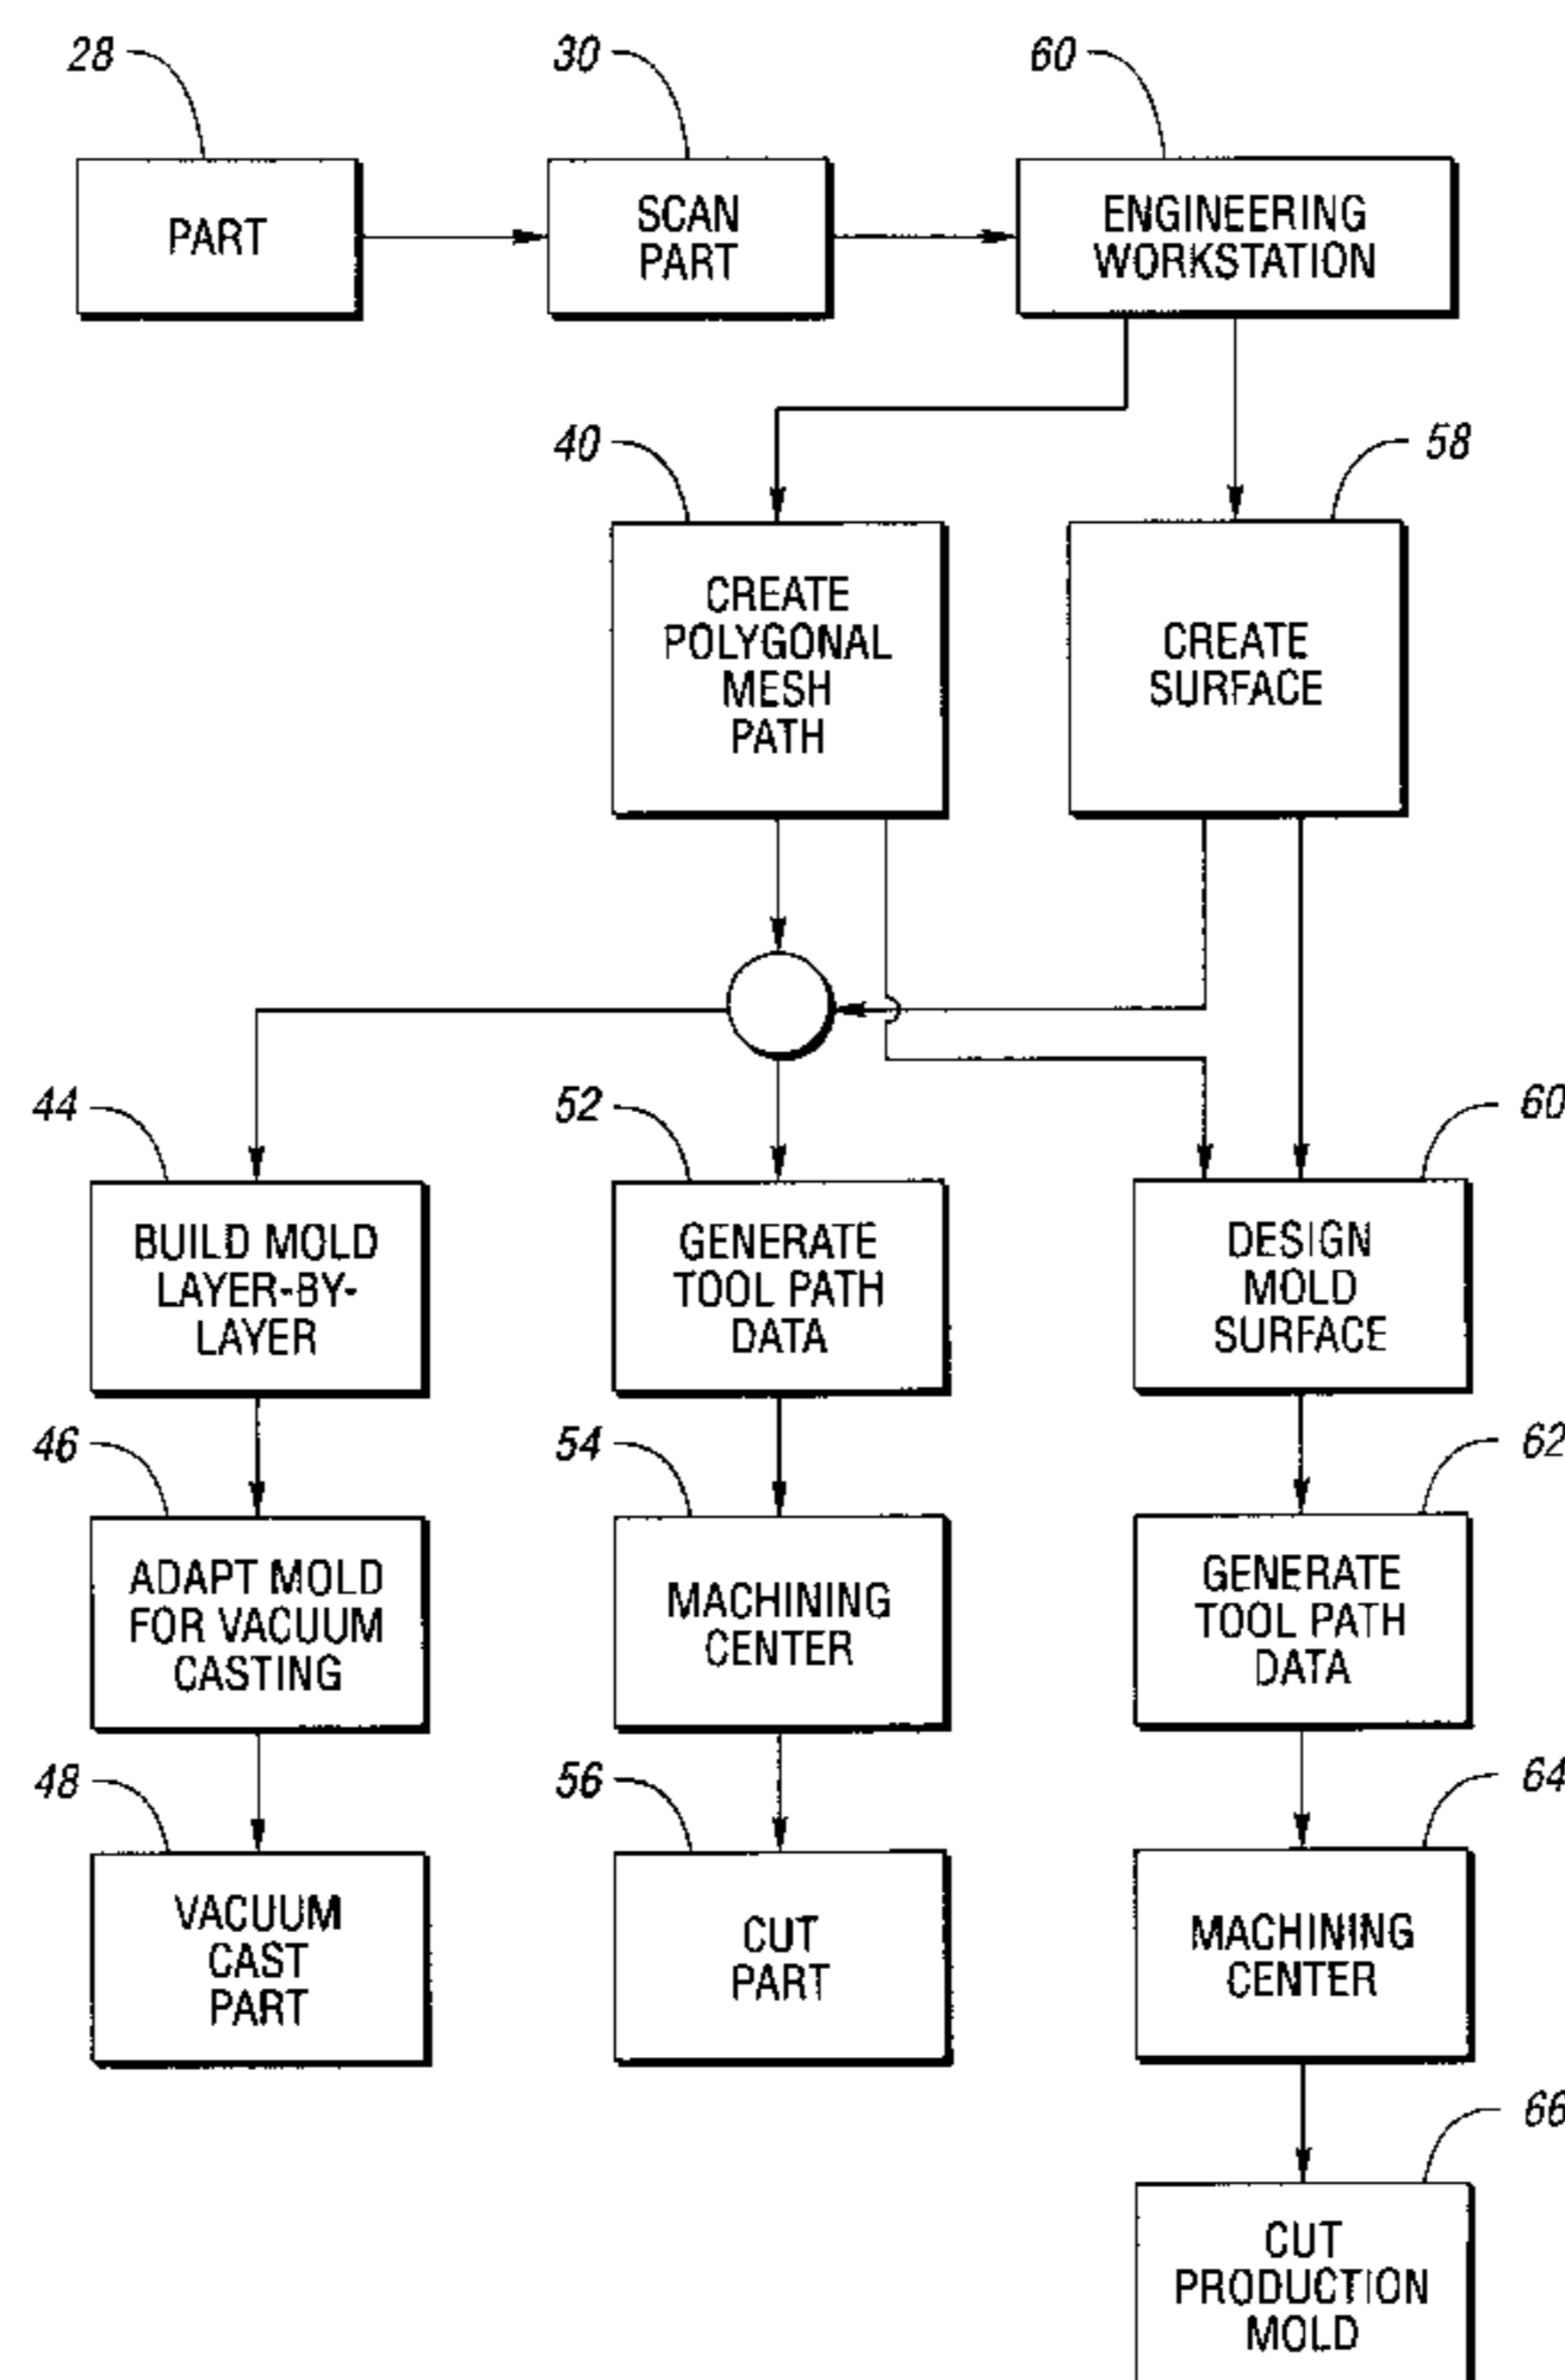 28
30
60
PART
SCAN
PART
ENGINEERING
WORKSTATION
40
58
CREATE
POLYGONAL
MESH
PATH
CREATE
SURFACE
44
52
60
BUILD MOLD
LAYER-BY-
LAYER
GENERATE
TOOL PATH
DATA
DESIGN
MOLD
SURFACE
46
54
62
ADAPT MOLD
FOR VACUUM
CASTING
MACHINING
CENTER
GENERATE
TOOL PATH
DATA
48
56
64
VACUUM
CAST
PART
CUT
PART
MACHINING
CENTER
66
CUT
PRODUCTION
MOLD